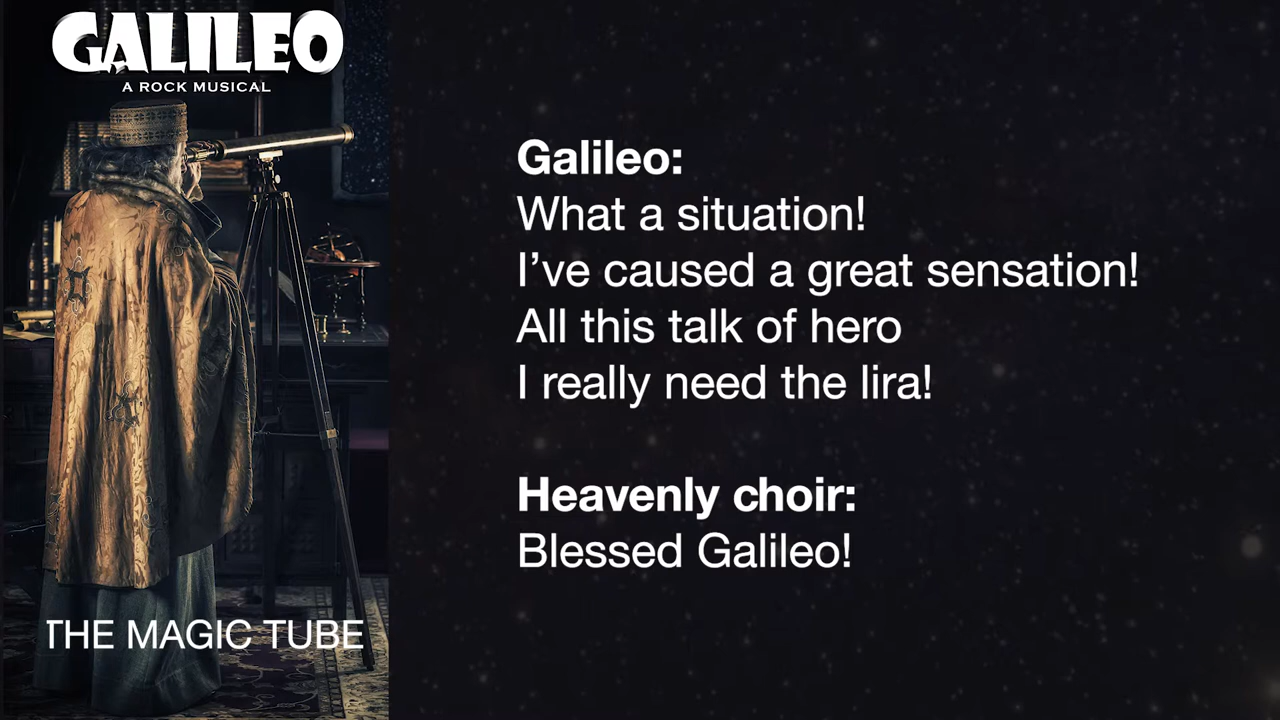 GALILEO
A ROCK MUSICAL
THE MAGIC TUBE
Galileo:
What a situation!
I’ve caused a great sensation!
All this talk of hero
I really need the lira!
Heavenly choir:
Blessed Galileo!